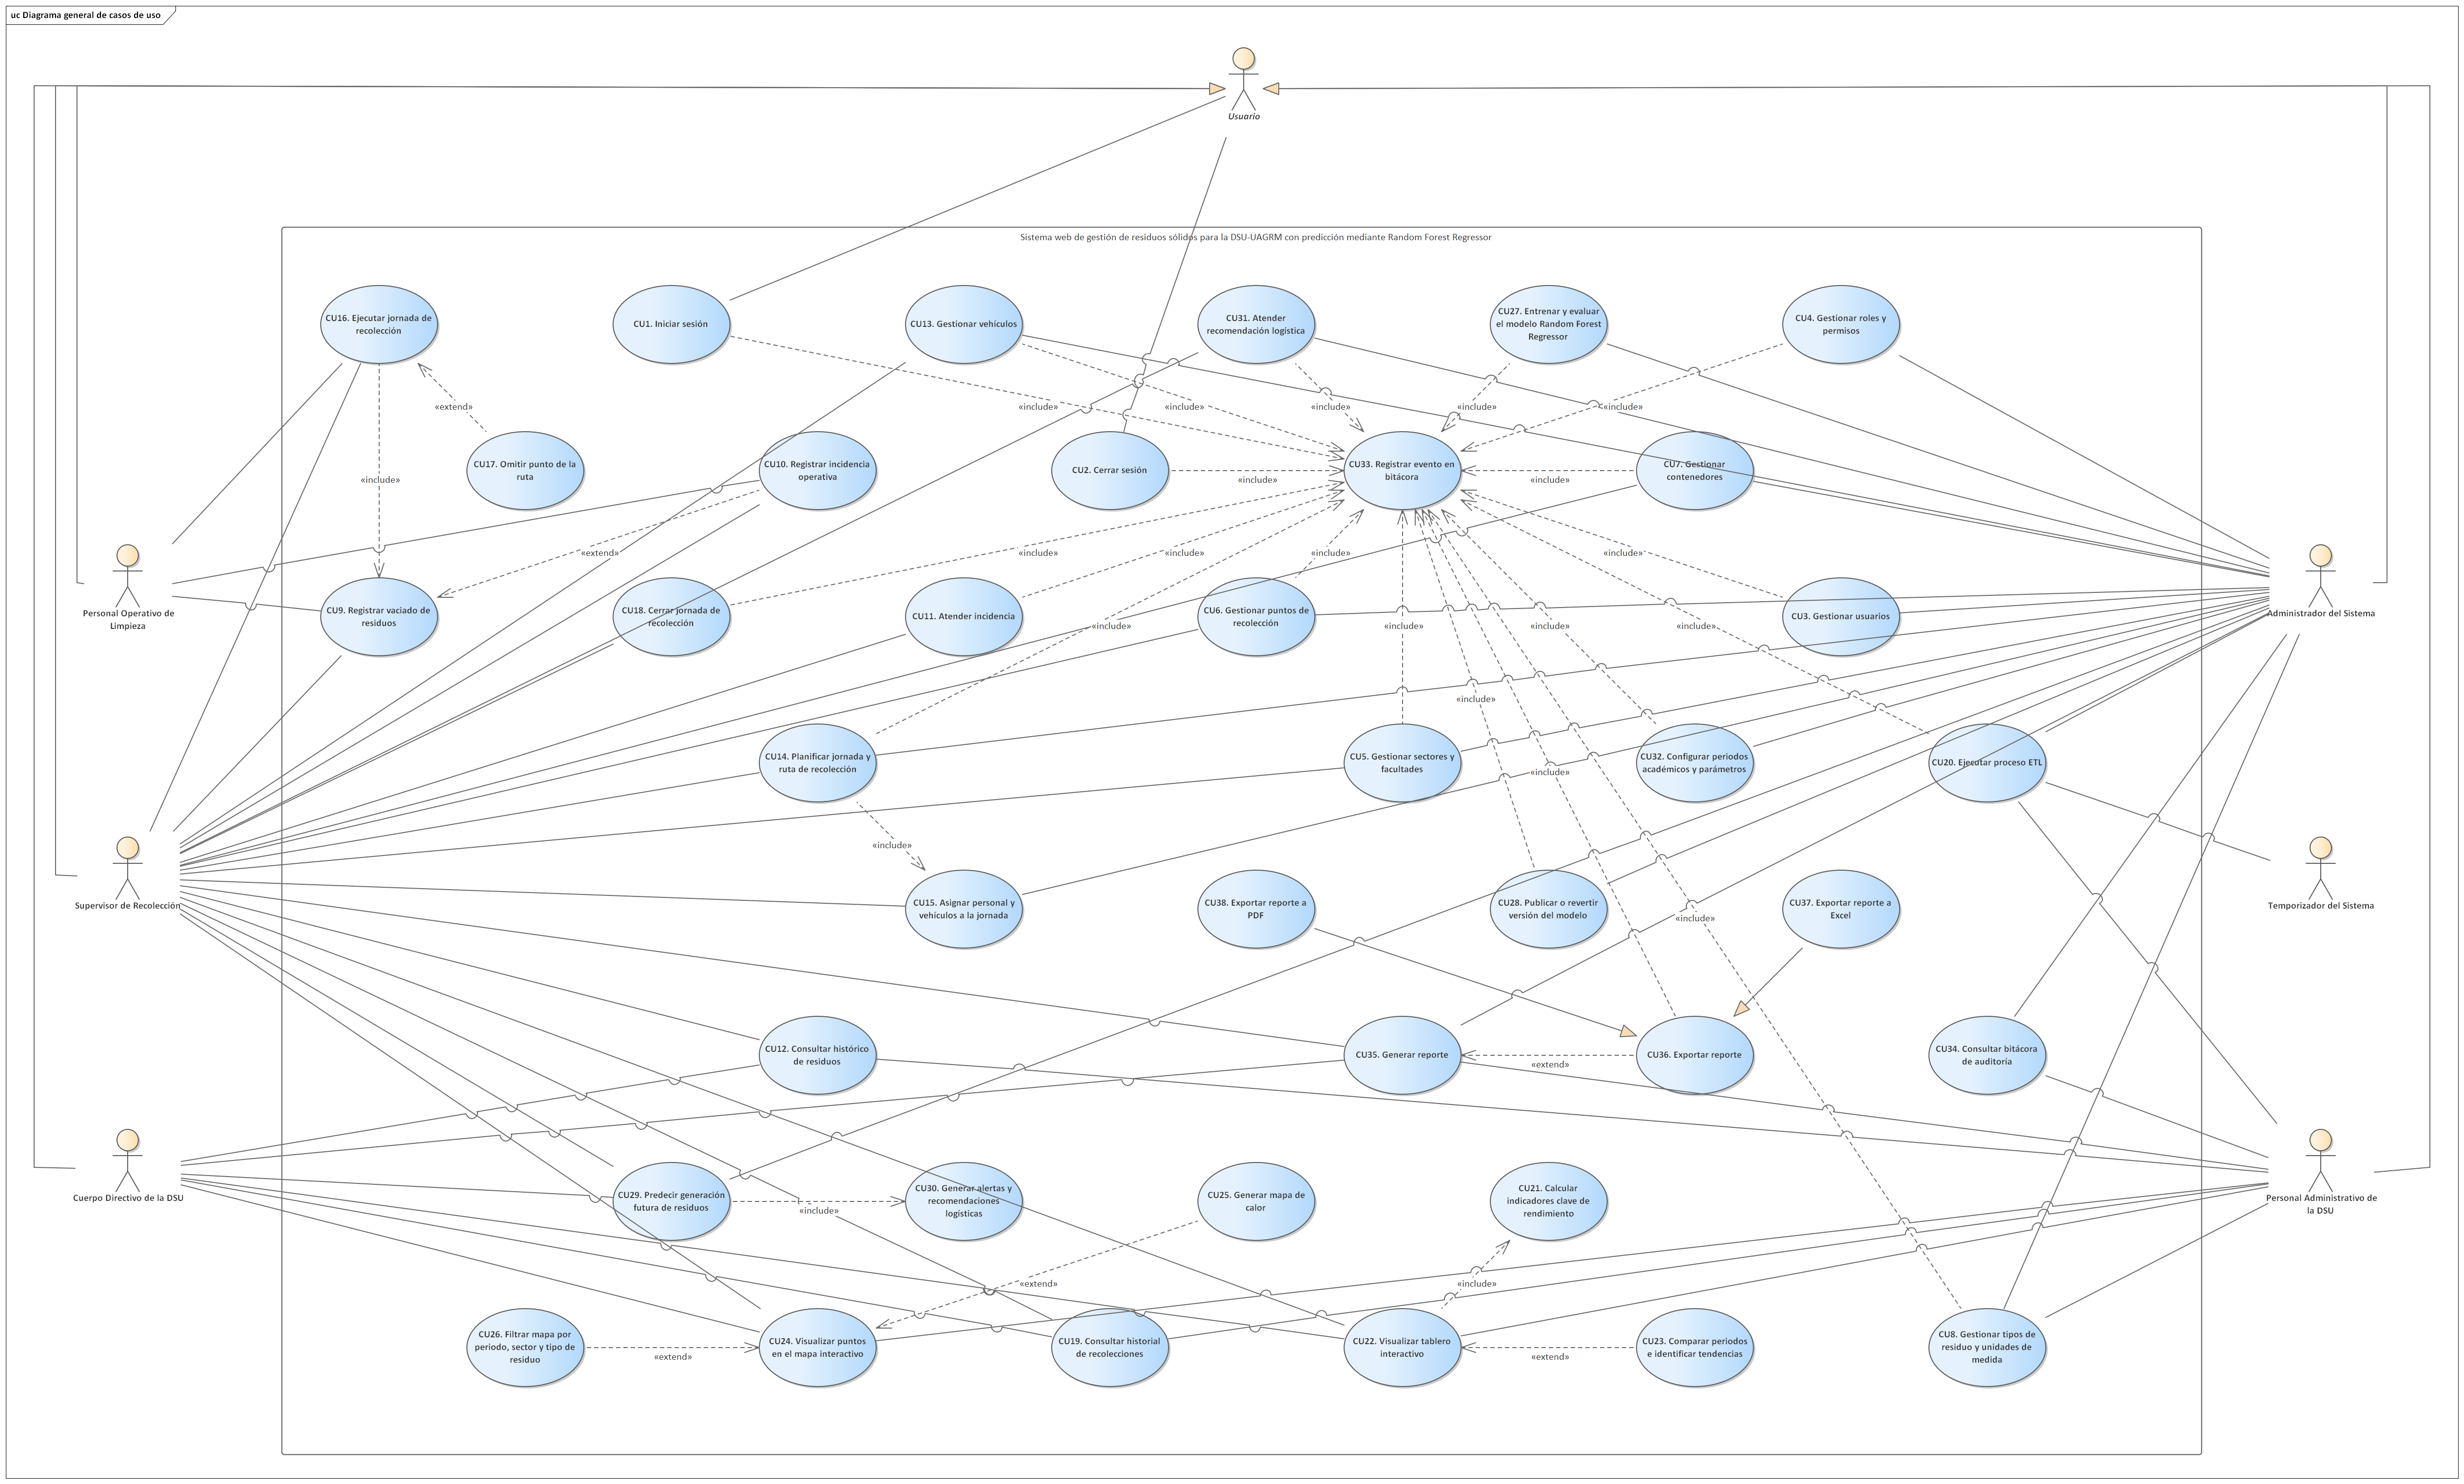 uc Diagrama general de casos de uso
Usuario
Sistema web de gestión de residuos sólidos para la DSU-UAGRM con predicción mediante Random Forest Regressor
CU16. Ejecutar jornada de
recolección
CU1. Iniciar sesión
CU13. Gestionar vehículos
CU31. Atender
recomendación logística
CU27. Entrenar y evaluar
el modelo Random Forest
Regressor
CU4. Gestionar roles y
permisos
«extend»
«include»
«include»
«include»
«include»
«include»
CU17. Omitir punto de la
ruta
CU10. Registrar incidencia
operativa
CU2. Cerrar sesión
CU33. Registrar evento en
bitácora
CU7. Gestionar
contenedores
«include»
«include»
«include»
«extend»
«include»
«include»
«include»
«include»
Personal Operativo de
Limpieza
CU9. Registrar vaciado de
residuos
CU18. Cerrar jornada de
recolección
CU11. Atender incidencia
CU6. Gestionar puntos de
recolección
CU3. Gestionar usuarios
Administrador del Sistema
«include»
«include»
«include»
«include»
«include»
CU14. Planificar jornada y
ruta de recolección
CU5. Gestionar sectores y
facultades
CU32. Configurar periodos
académicos y parámetros
CU20. Ejecutar proceso ETL
«include»
«include»
Supervisor de Recolección
CU15. Asignar personal y
vehículos a la jornada
CU38. Exportar reporte a
PDF
CU28. Publicar o revertir
versión del modelo
CU37. Exportar reporte a
Excel
Temporizador del Sistema
«include»
CU12. Consultar histórico
de residuos
CU35. Generar reporte
CU36. Exportar reporte
CU34. Consultar bitácora
de auditoría
«extend»
Cuerpo Directivo de la DSU
CU29. Predecir generación
futura de residuos
CU30. Generar alertas y
recomendaciones
logísticas
CU25. Generar mapa de
calor
CU21. Calcular
indicadores clave de
rendimiento
Personal Administrativo de
la DSU
«include»
«extend»
«include»
CU26. Filtrar mapa por
periodo, sector y tipo de
residuo
CU24. Visualizar puntos
en el mapa interactivo
CU19. Consultar historial
de recolecciones
CU22. Visualizar tablero
interactivo
CU23. Comparar periodos
e identificar tendencias
CU8. Gestionar tipos de
residuo y unidades de
medida
«extend»
«extend»